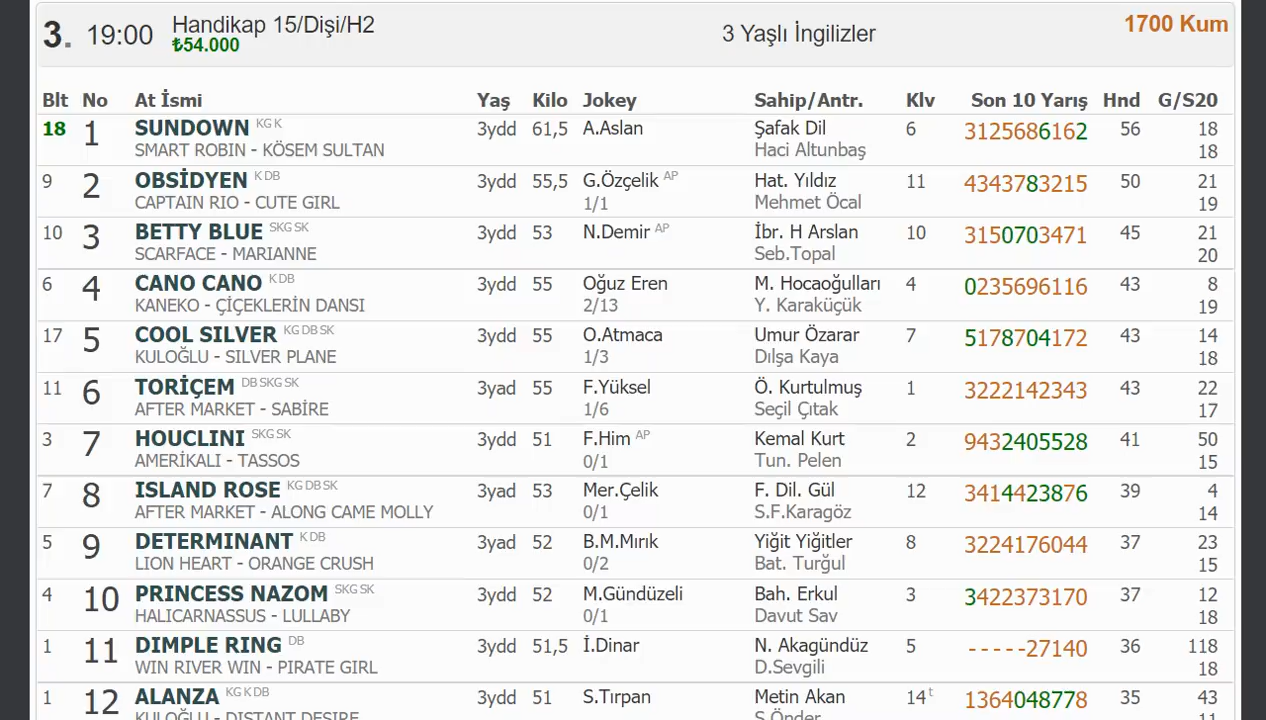 3. 19:00 Handikap 15/Dişi/H2 3 Yaşlı İngilizler 1700 Kum
₺54.000
Blt No At İsmi Yaş Kilo Jokey Sahip/Antr. Klv Son 10 Yarış Hnd G/S20
18 1 SUNDOWN KG K 3ydd 61,5 A.Aslan Şafak Dil 6 3125686162 56 18
SMART ROBIN - KÖSEM SULTAN Haci Altunbaş 18
9 2 OBSİDYEN K DB 3ydd 55,5 G.Özçelik AP Hat. Yıldız 11 4343783215 50 21
CAPTAIN RIO - CUTE GIRL 1/1 Mehmet Öcal 19
10 3 BETTY BLUE SKG SK 3ydd 53 N.Demir AP İbr. H Arslan 10 3150703471 45 21
SCARFACE - MARIANNE Seb.Topal 20
6 4 CANO CANO K DB 3ydd 55 Oğuz Eren M. Hocaoğulları 4 0235696116 43 8
KANEKO - ÇİÇEKLERİN DANSI 2/13 Y. Karaküçük 19
17 5 COOL SILVER KG DB SK 3ydd 55 O.Atmaca Umur Özarar 7 5178704172 43 14
KULOĞLU - SILVER PLANE 1/3 Dılşa Kaya 18
11 6 TORİÇEM DB SKG SK 3yad 55 F.Yüksel Ö. Kurtulmuş 1 3222142343 43 22
AFTER MARKET - SABİRE 1/6 Seçil Çıtak 17
3 7 HOUCLINI SKG SK 3ydd 51 F.Him AP Kemal Kurt 2 9432405528 41 50
AMERİKALI - TASSOS 0/1 Tun. Pelen 15
7 8 ISLAND ROSE KG DB SK 3yad 53 Mer.Çelik F. Dil. Gül 12 3414423876 39 4
AFTER MARKET - ALONG CAME MOLLY 0/1 S.F.Karagöz 14
5 9 DETERMINANT K DB 3yad 52 B.M.Mırık Yiğit Yiğitler 8 3224176044 37 23
LION HEART - ORANGE CRUSH 0/2 Bat. Turğul 15
4 10 PRINCESS NAZOM SKG SK 3ydd 52 M.Gündüzeli Bah. Erkul 3 3422373170 37 12
HALICARNASSUS - LULLABY 0/1 Davut Sav 18
1 11 DIMPLE RING DB 3ydd 51,5 İ.Dinar N. Akagündüz 5 -----27140 36 118
WIN RIVER WIN - PIRATE GIRL D.Sevgili 18
1 12 ALANZA KG K DB 3ydd 51 S.Tırpan Metin Akan 14 t 1364048778 35 43
KULOĞLU - DISTANT DESIRE S.Önder 11